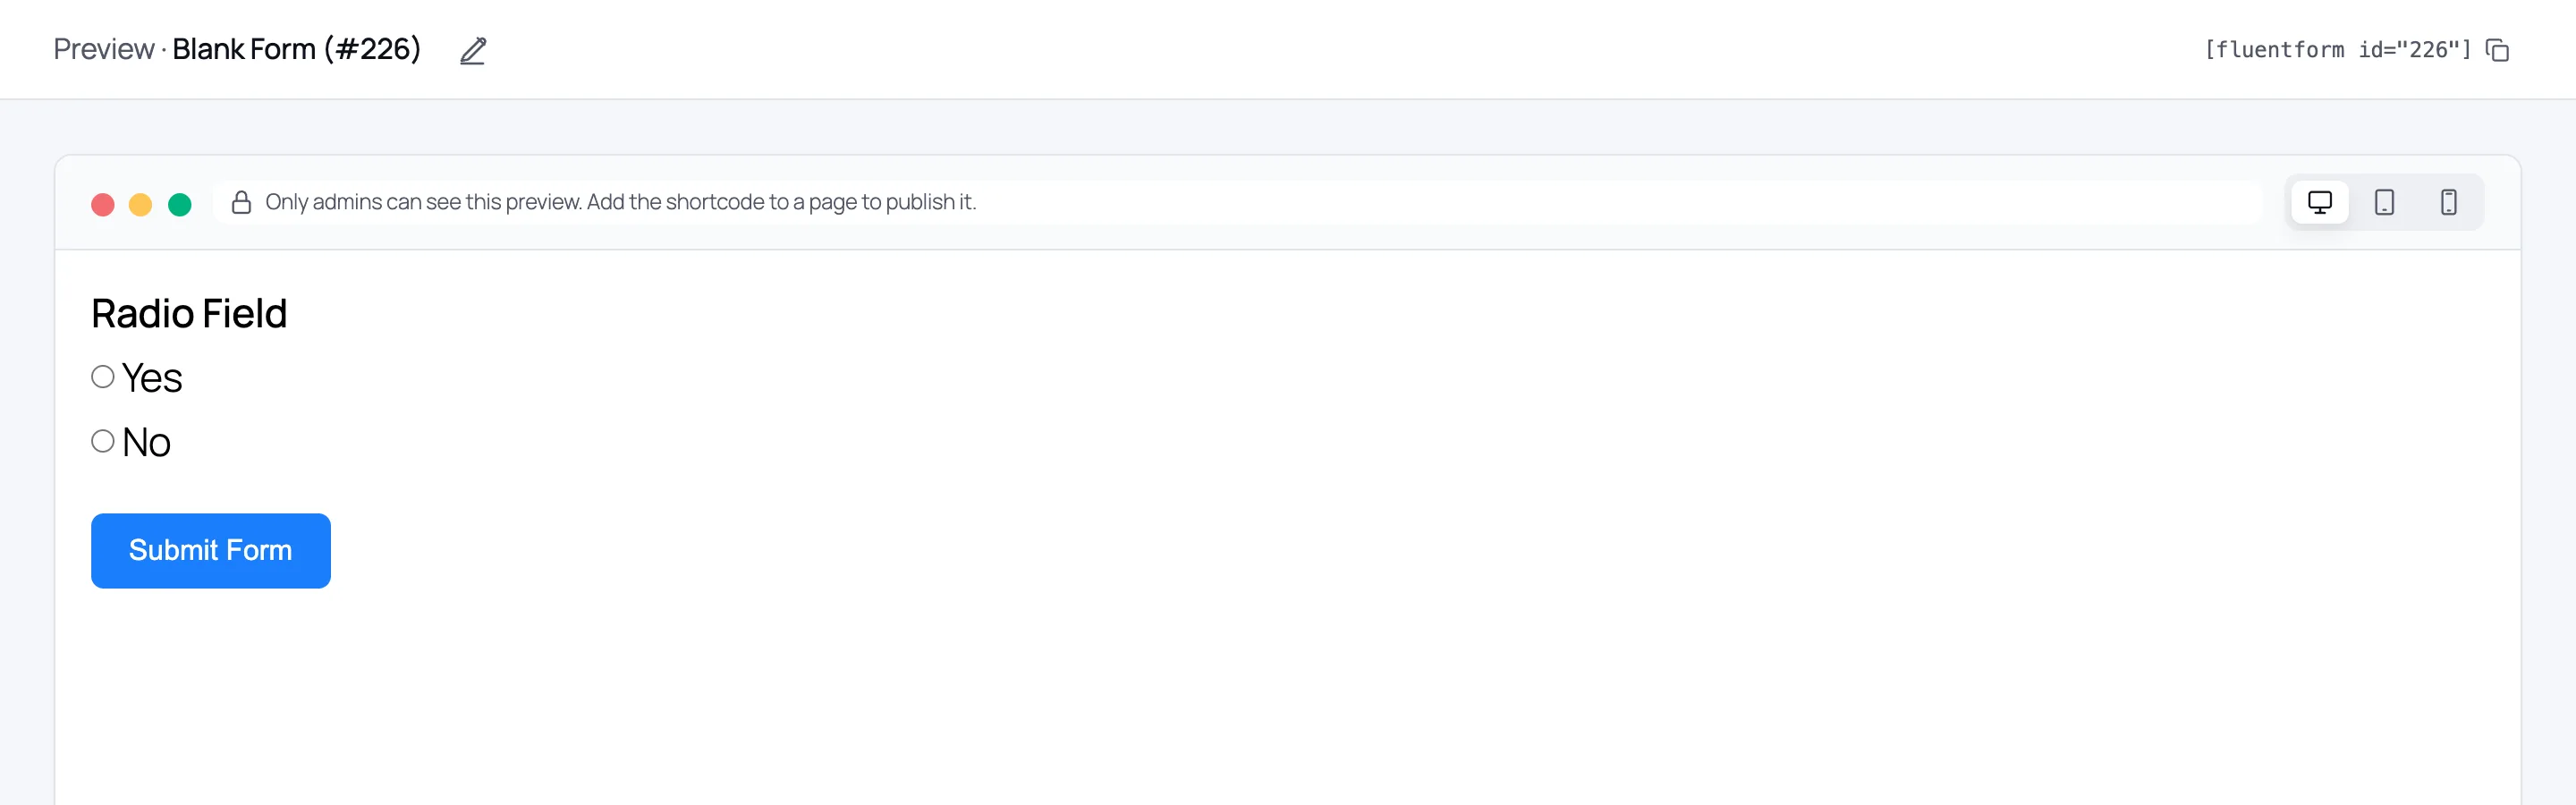 Preview · Blank Form (#226)
[fluentform id="226"]
Only admins can see this preview. Add the shortcode to a page to publish it.
Radio Field
Yes
No
Submit Form